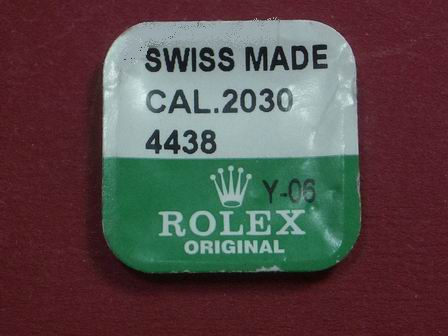 SWISS MADE
CAL.2030
4438
Y-06
ROLEX
ORIGINAL